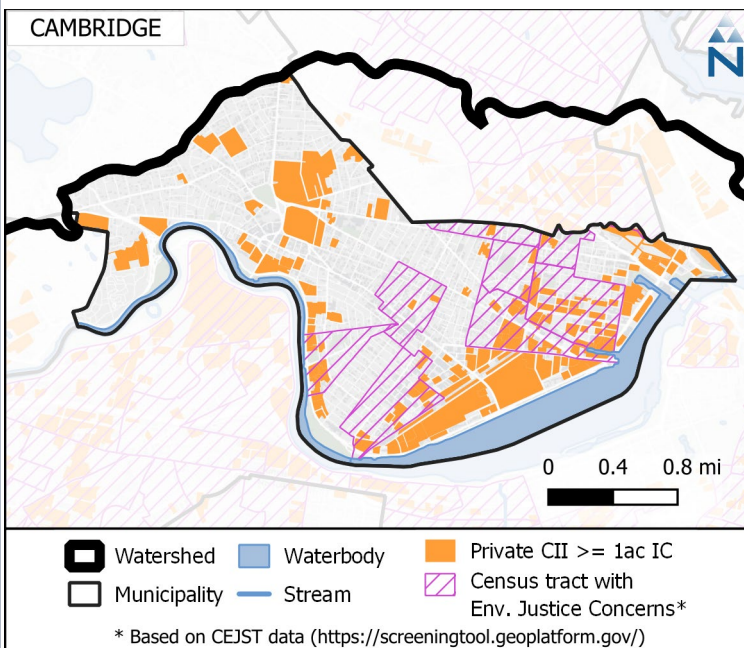 CAMBRIDGE
N
0 0.4 0.8 mi
Watershed
Waterbody
Private CII >= 1ac IC
Municipality
Stream
Census tract with
Env. Justice Concerns*
* Based on CEJST data (https://screeningtool.geoplatform.gov/)